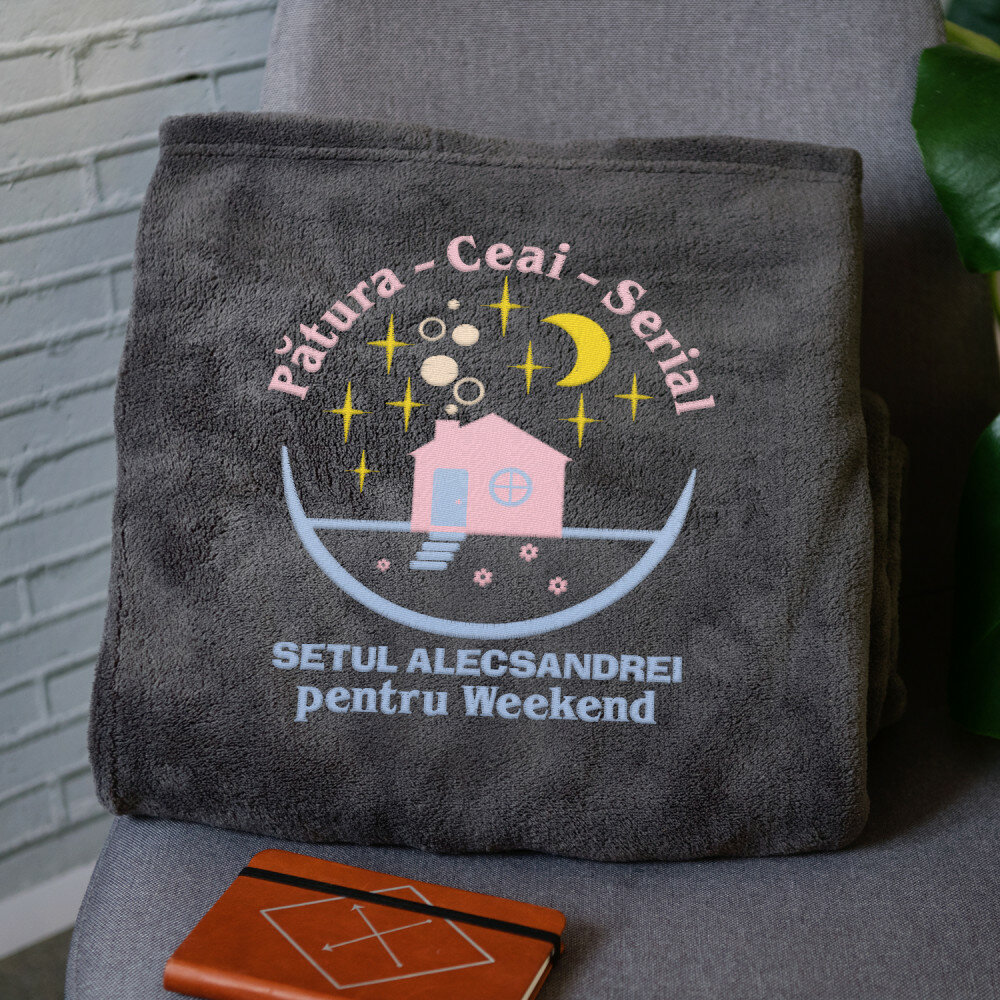 Pătura – Ceai – Serial
SETUL ALECSANDREI
pentru Weekend